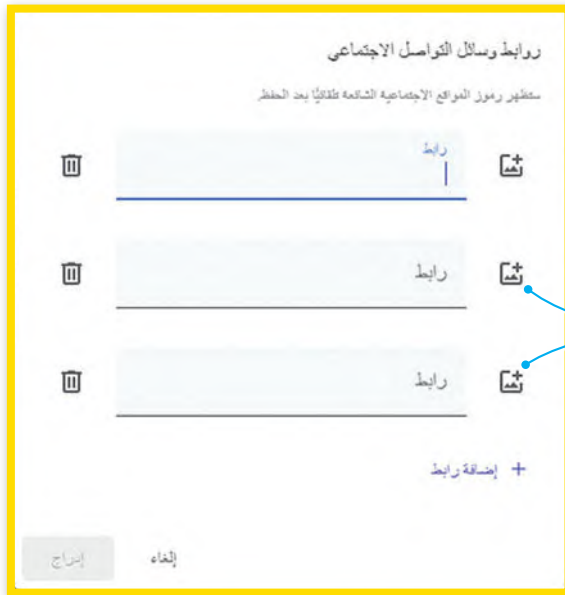 روابط وسائل التواصل الاجتماعي
ستظهر رموز المواقع الاجتماعية الشائعة تلقائيًا بعد الحفظ.
رابط
رابط
رابط
+ إضافة رابط
إلغاء
إدراج